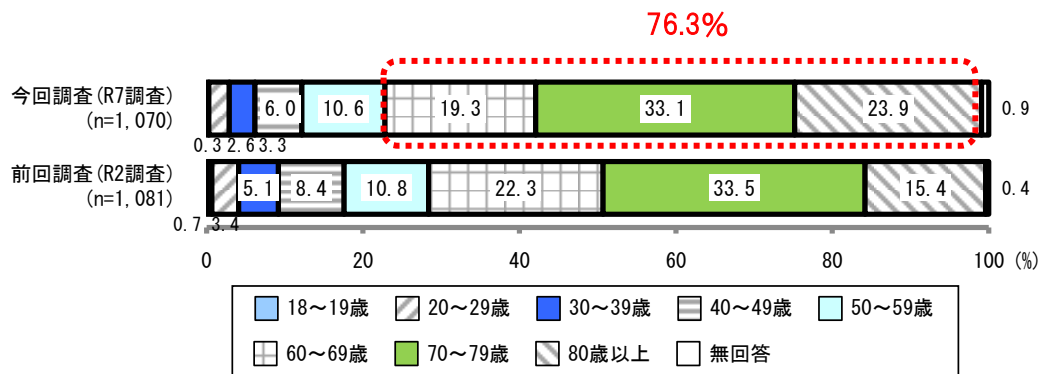 76.3%
今回調査(R7調査)
(n=1,070)
6.0 10.6 19.3 33.1 23.9 0.9
0.3 2.6 3.3
前回調査(R2調査)
(n=1,081)
5.1 8.4 10.8 22.3 33.5 15.4 0.4
0.7 3.4
0 20 40 60 80 100 (%)
18～19歳 20～29歳 30～39歳 40～49歳 50～59歳
60～69歳 70～79歳 80歳以上 無回答